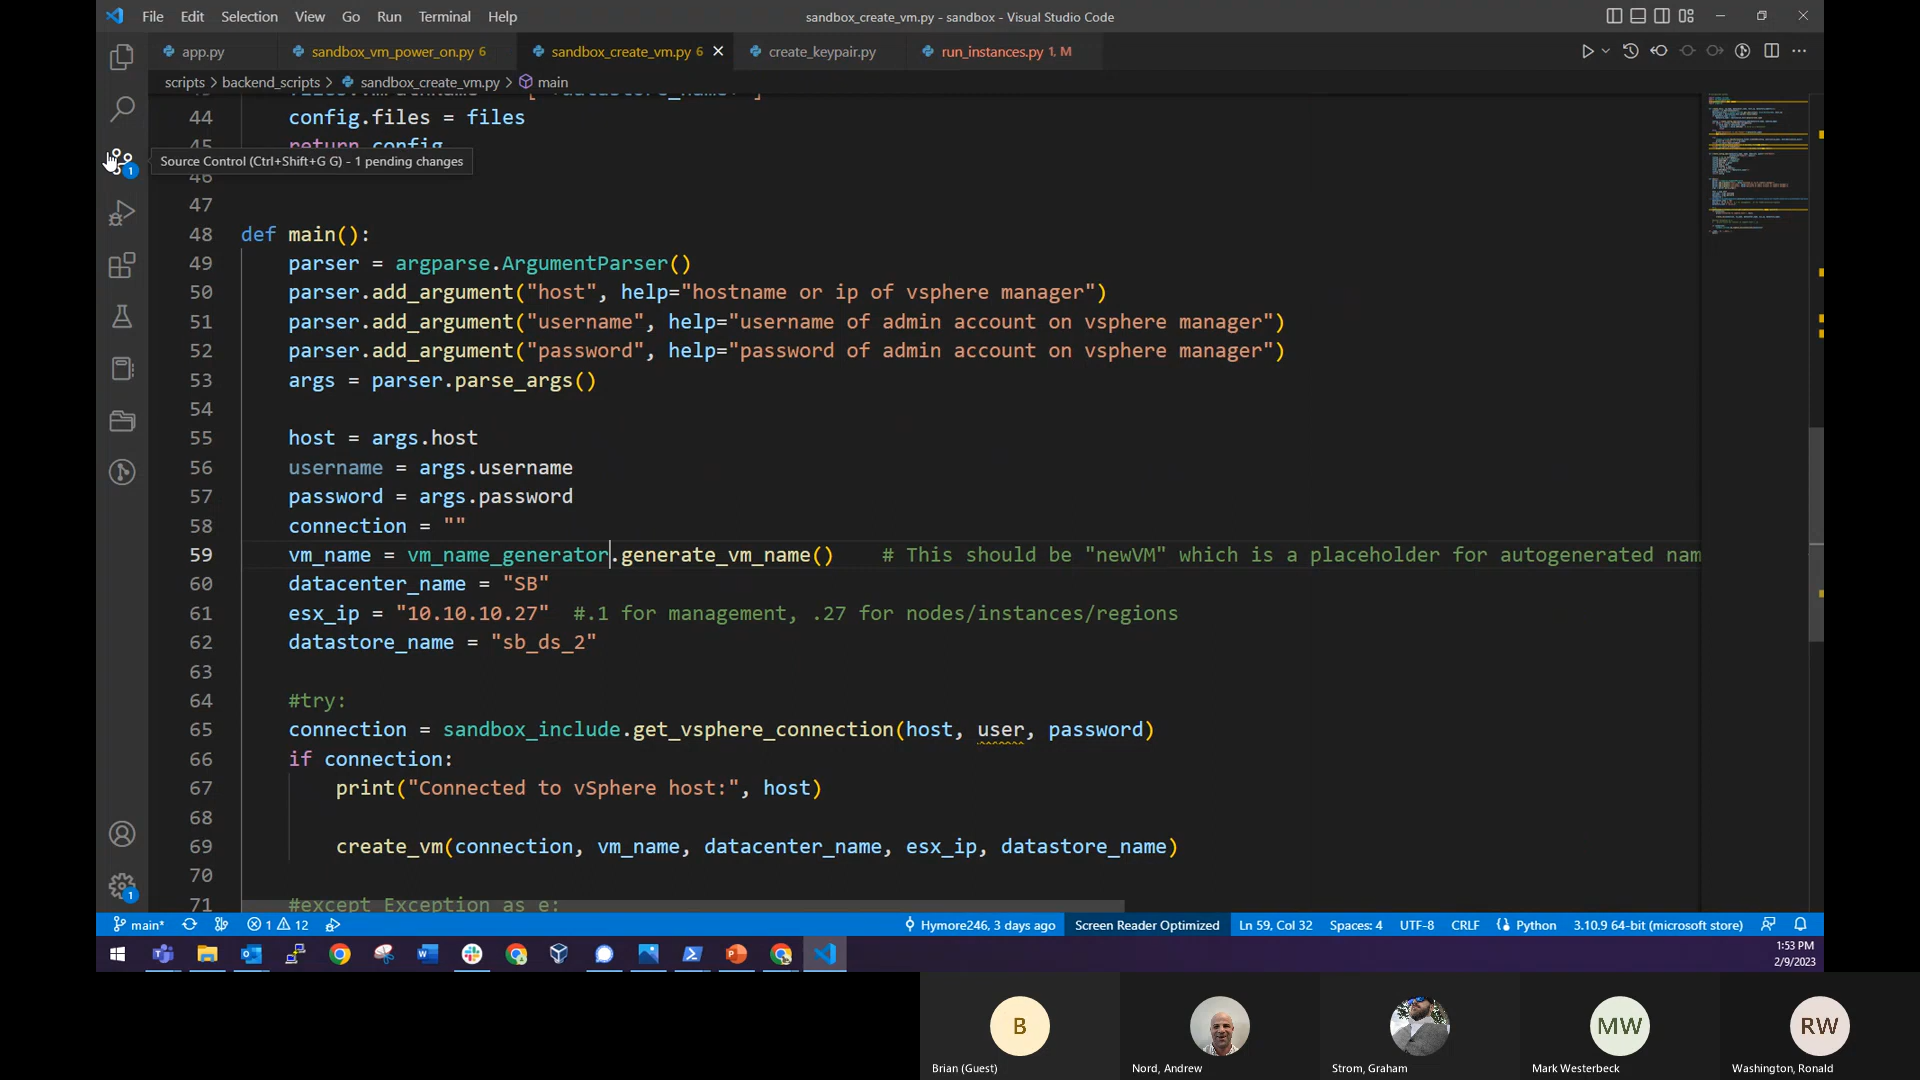 File Edit Selection View Go Run Terminal Help
sandbox_create_vm.py - sandbox - Visual Studio Code
app.py
sandbox_vm_power_on.py 6
sandbox_create_vm.py 6
create_keypair.py
run_instances.py 1, M
scripts > backend_scripts > sandbox_create_vm.py > main
44 config.files = files
45 return config
Source Control (Ctrl+Shift+G G) - 1 pending changes
1
46
47
48 def main():
49 parser = argparse.ArgumentParser()
50 parser.add_argument("host", help="hostname or ip of vsphere manager")
51 parser.add_argument("username", help="username of admin account on vsphere manager")
52 parser.add_argument("password", help="password of admin account on vsphere manager")
53 args = parser.parse_args()
54
55 host = args.host
56 username = args.username
57 password = args.password
58 connection = ""
59 vm_name = vm_name_generator.generate_vm_name() # This should be "newVM" which is a placeholder for autogenerated nam
60 datacenter_name = "SB"
61 esx_ip = "10.10.10.27" #.1 for management, .27 for nodes/instances/regions
62 datastore_name = "sb_ds_2"
63
64 #try:
65 connection = sandbox_include.get_vsphere_connection(host, user, password)
66 if connection:
67 print("Connected to vSphere host:", host)
68
69 create_vm(connection, vm_name, datacenter_name, esx_ip, datastore_name)
70
71 #except Exception as e:
1
main* 1 12 Hymore246, 3 days ago Screen Reader Optimized Ln 59, Col 32 Spaces: 4 UTF-8 CRLF Python 3.10.9 64-bit (microsoft store)
1:53 PM
2/9/2023
B
MW
RW
Brian (Guest)
Nord, Andrew
Strom, Graham
Mark Westerbeck
Washington, Ronald